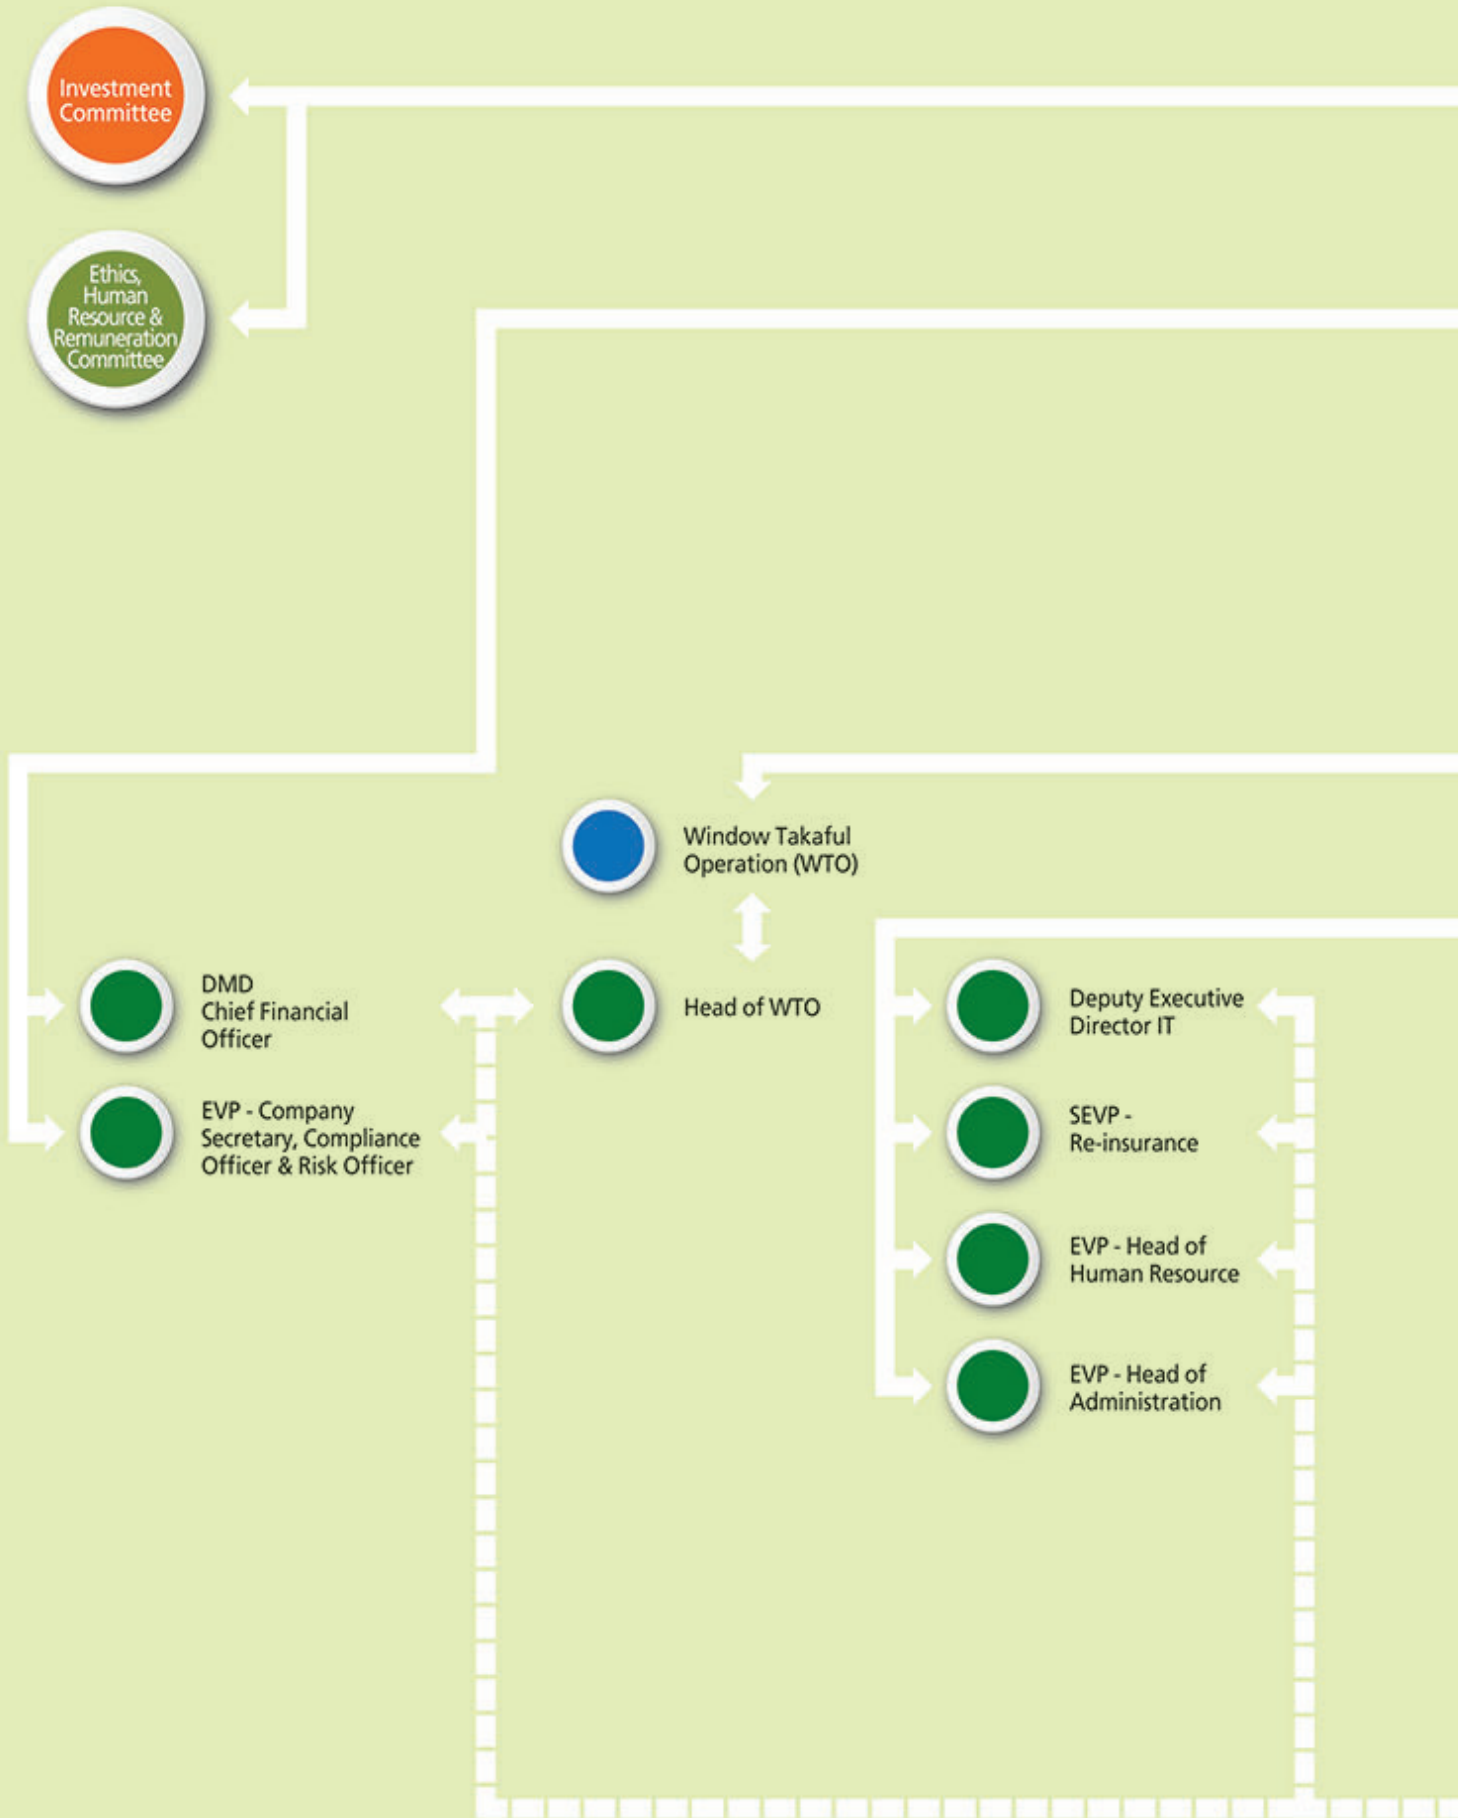 Investment
Committee
Ethics,
Human
Resource &
Remuneration
Committee
Window Takaful
Operation (WTO)
DMD
Chief Financial
Officer
Head of WTO
Deputy Executive
Director IT
EVP - Company
Secretary, Compliance
Officer & Risk Officer
SEVP -
Re-insurance
EVP - Head of
Human Resource
EVP - Head of
Administration